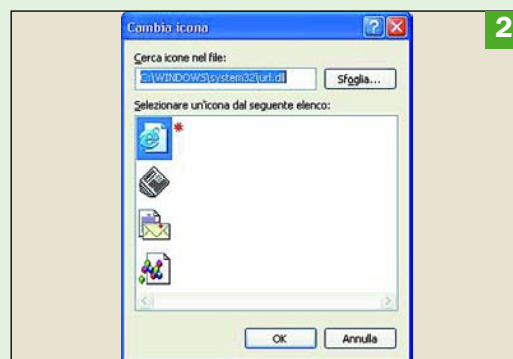 2
Cambia icona
Cerca icone nel file:
C:\WINDOWS\system32\url.dll
Sfoglia...
Selezionare un'icona dal seguente elenco:
OK
Annulla